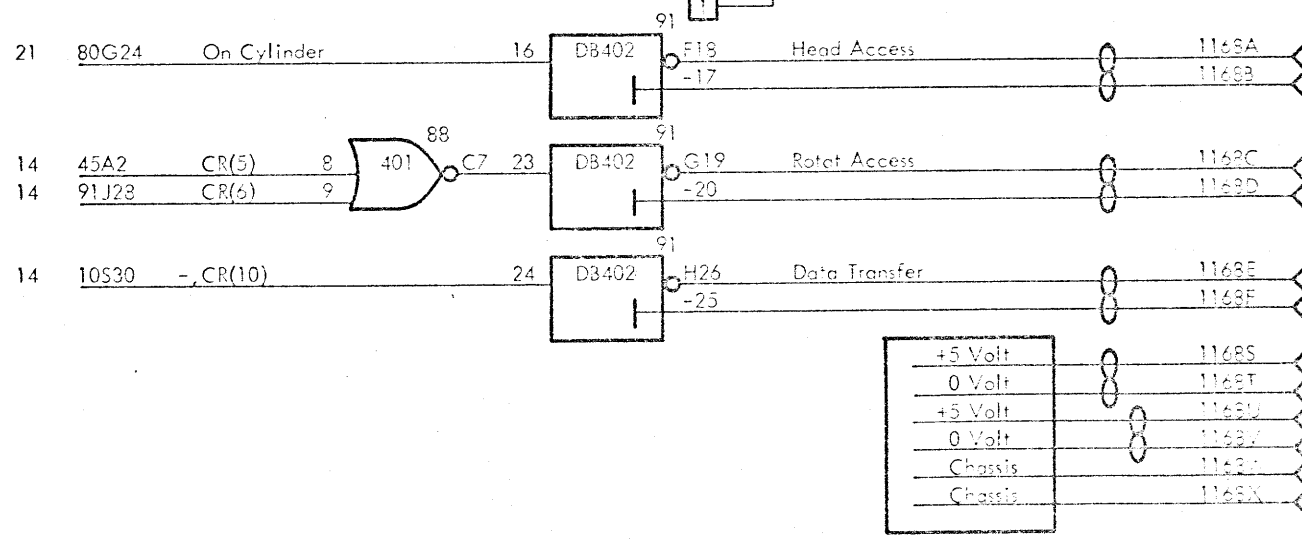 91
21 80G24 On Cylinder 16 DB402 F18 Head Access 1168A
-17 1168B
88 91
14 45A2 CR(5) 8 401 C7 23 DB402 G19 Rotat Access 1168C
14 91J28 CR(6) 9 -20 1168D
91
14 10S30 -,CR(10) 24 DB402 H26 Data Transfer 1168E
-25 1168F
+5 Volt 1168S
0 Volt 1168T
+5 Volt 1168U
0 Volt 1168V
Chassis
Chassis 1168X